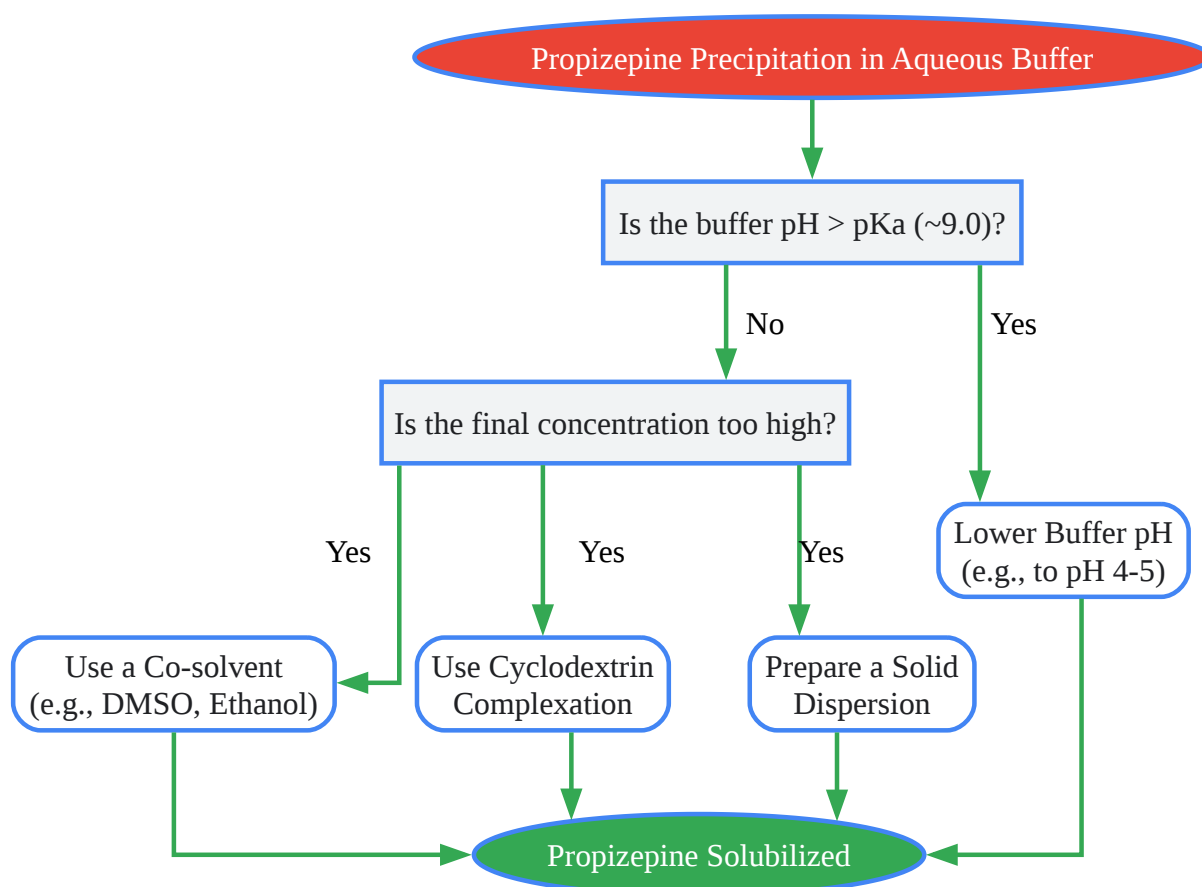 Propizepine Precipitation in Aqueous Buffer
Is the buffer pH > pKa (~9.0)?
No
Yes
Is the final concentration too high?
Yes
Yes
Yes
Lower Buffer pH
(e.g., to pH 4-5)
Use a Co-solvent
(e.g., DMSO, Ethanol)
Use Cyclodextrin
Complexation
Prepare a Solid
Dispersion
Propizepine Solubilized